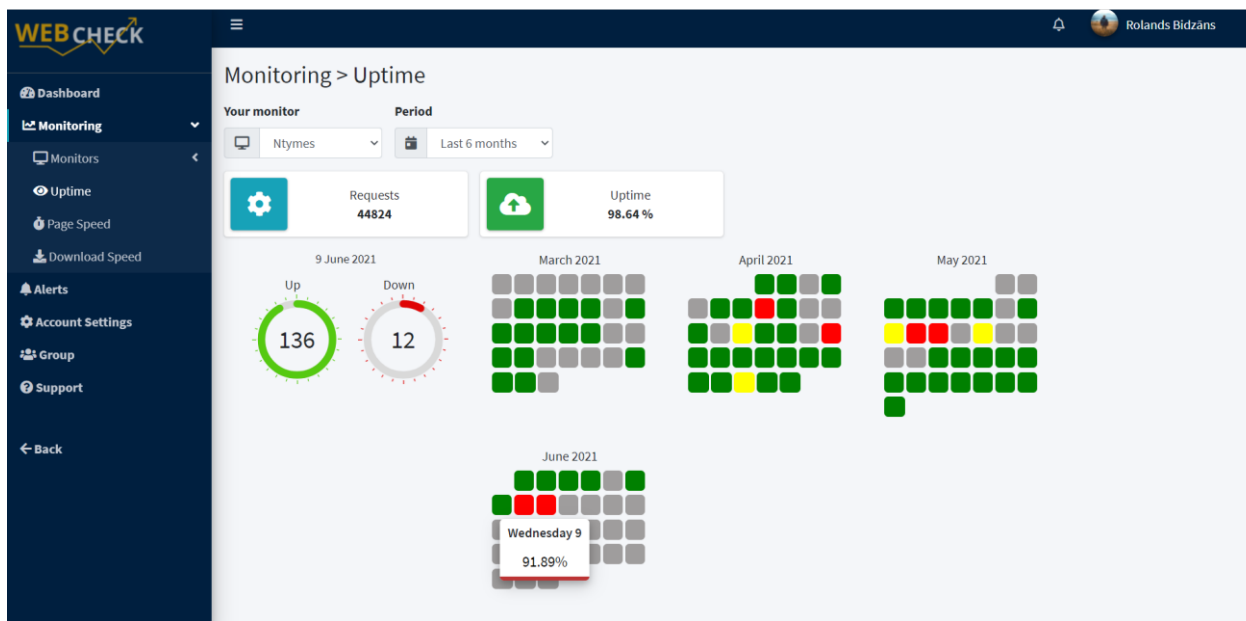 WEBCHECK
Rolands Bidzāns
Dashboard
Monitoring
Monitors
Uptime
Page Speed
Download Speed
Alerts
Account Settings
Group
Support
Back
Monitoring > Uptime
Your monitor
Period
Ntymes
Last 6 months
Requests
44824
Uptime
98.64 %
9 June 2021
Up
Down
136
12
March 2021
April 2021
May 2021
June 2021
Wednesday 9
91.89%